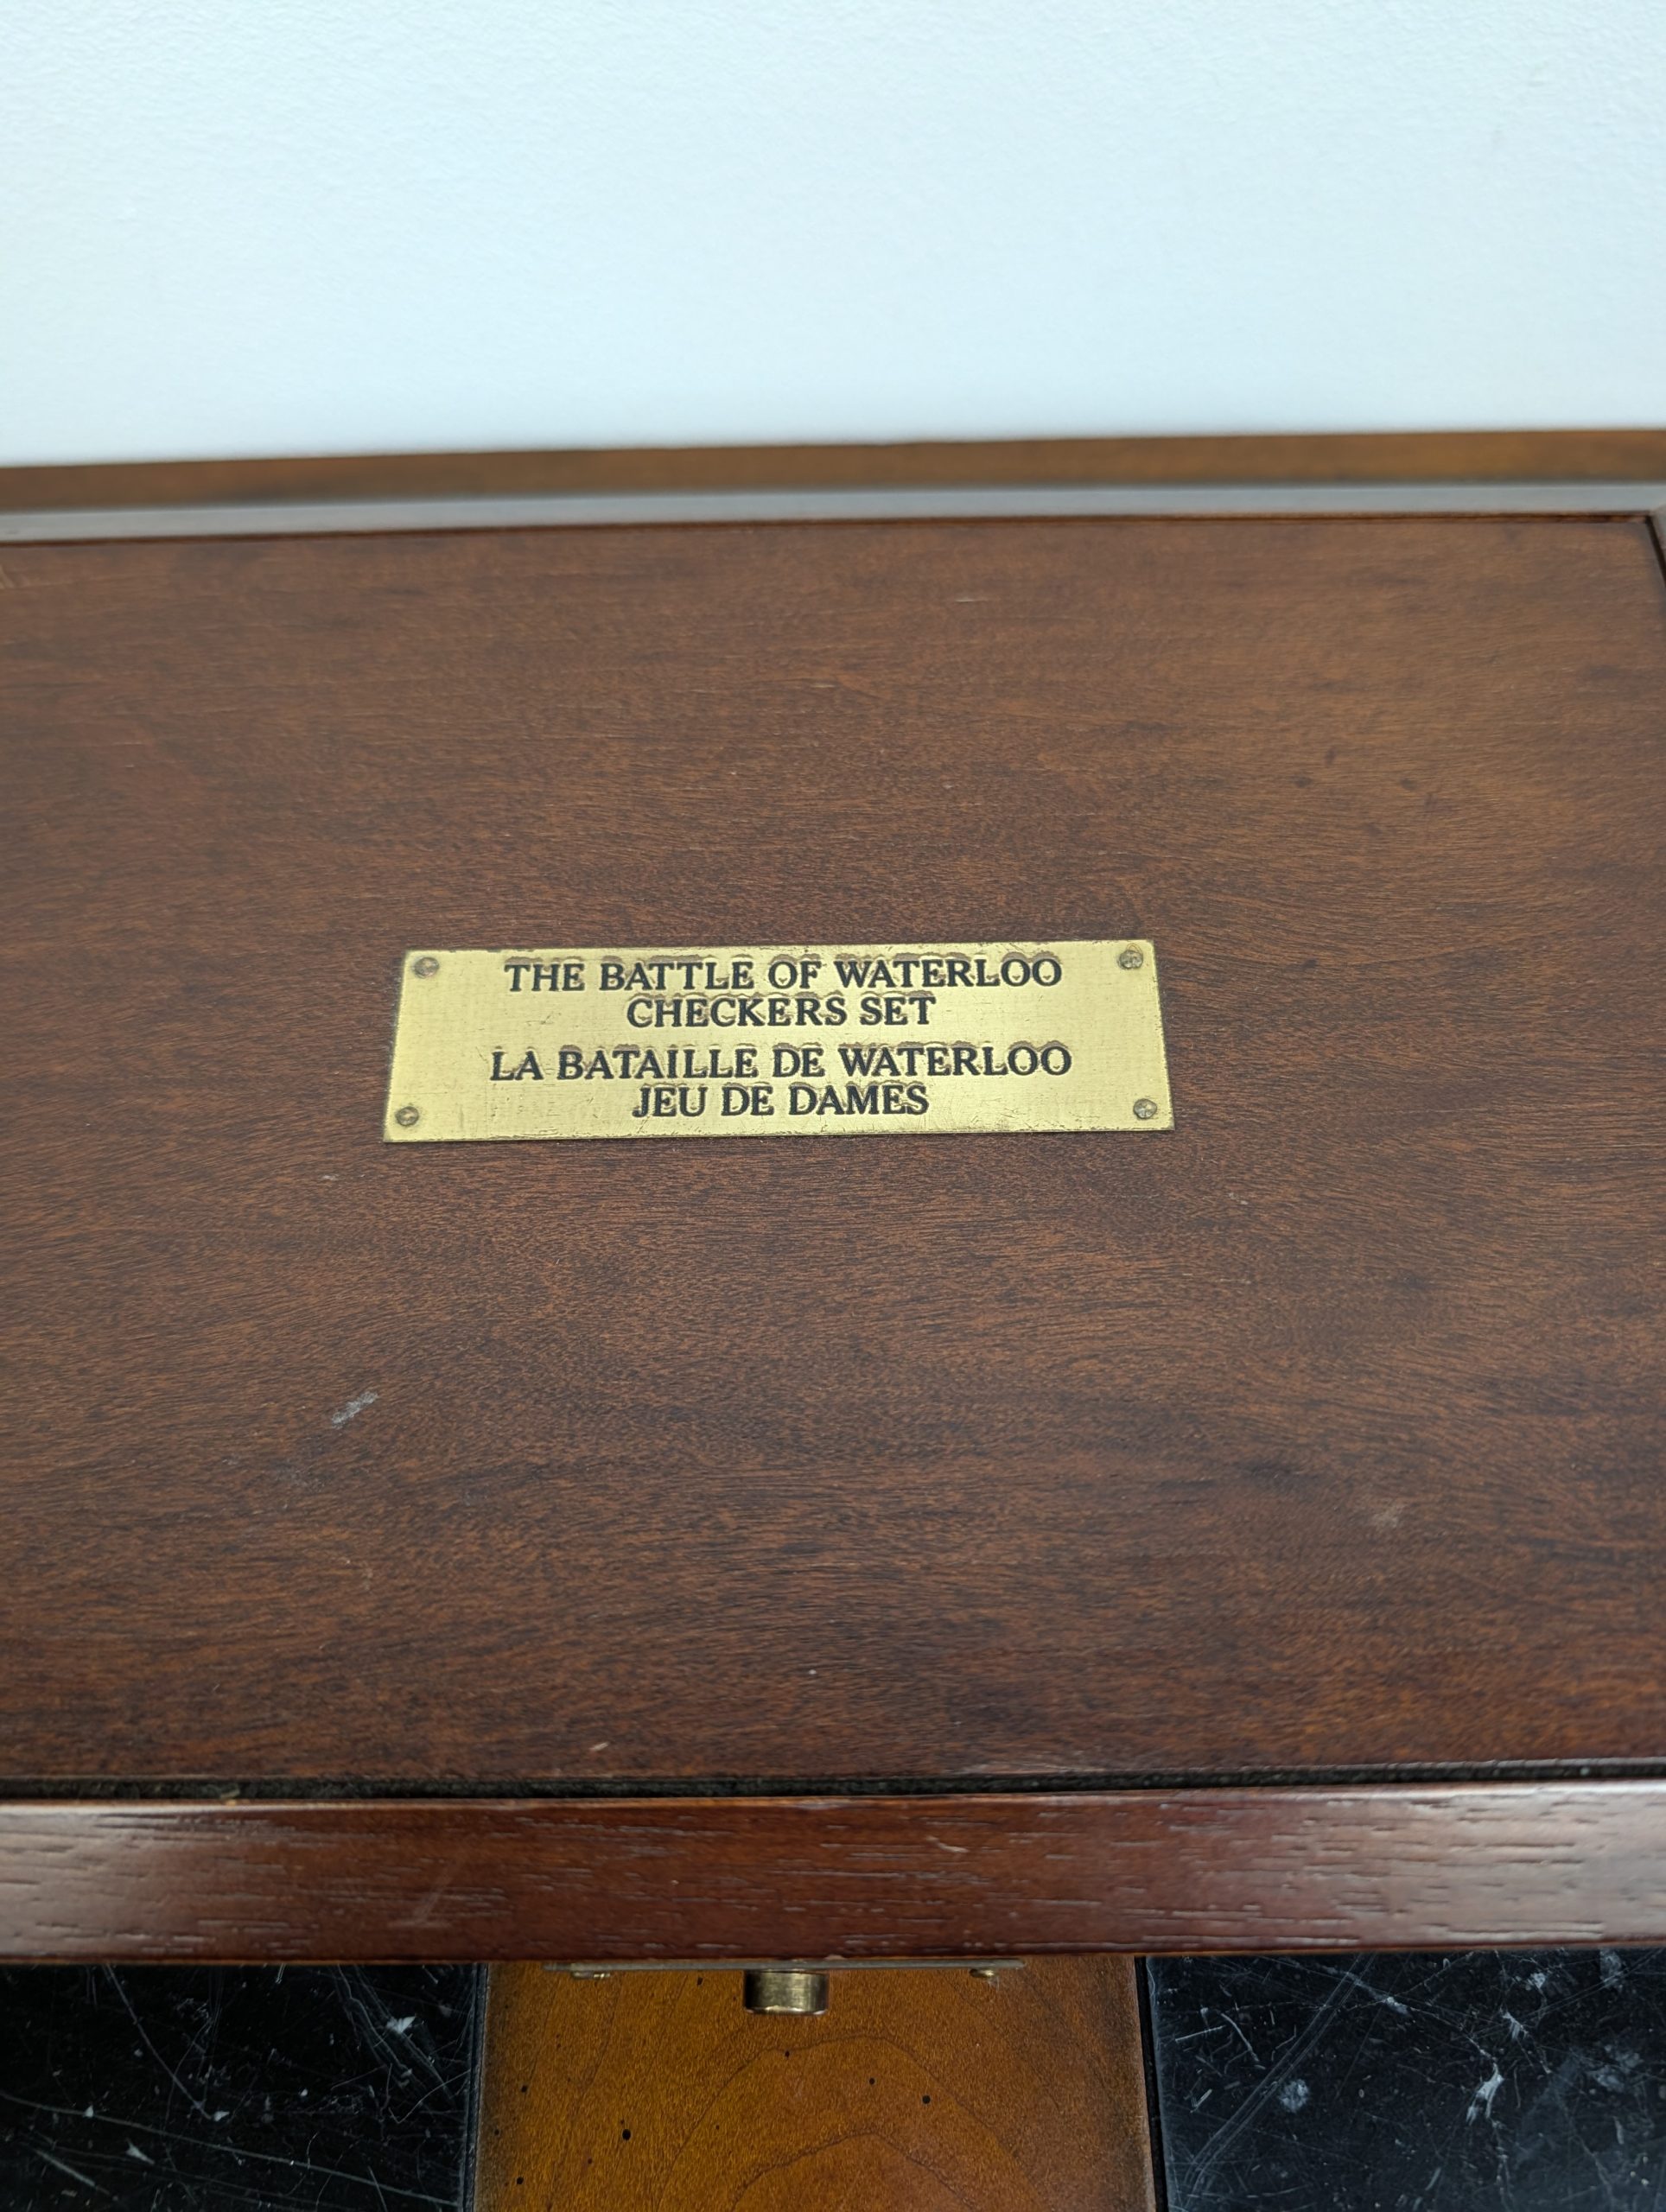 THE BATTLE OF WATERLOO
CHECKERS SET
LA BATAILLE DE WATERLOO
JEU DE DAMES